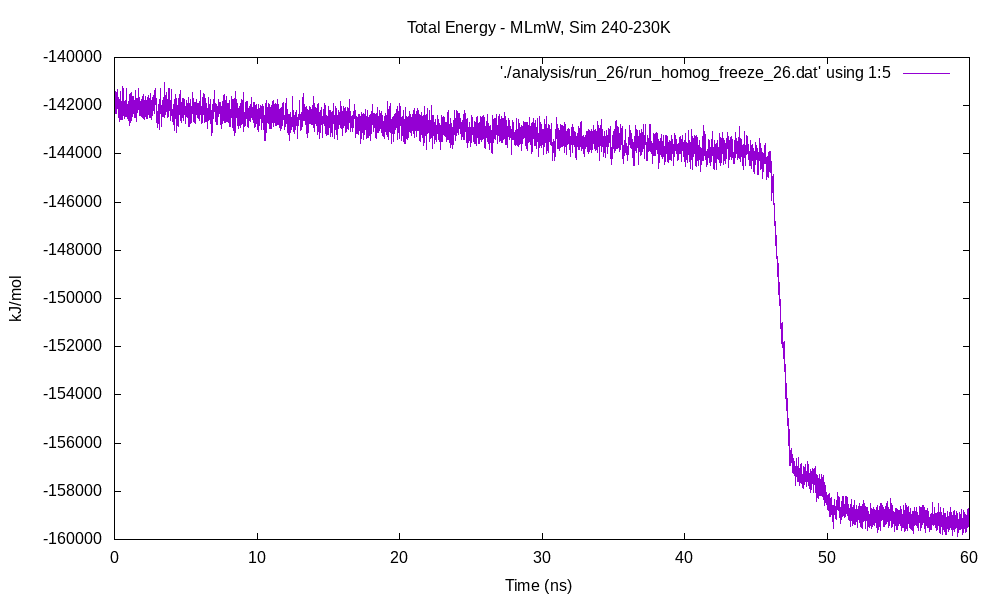 Total Energy - MLmW, Sim 240-230K
-140000
'./analysis/run_26/run_homog_freeze_26.dat' using 1:5
-142000
-144000
-146000
-148000
-150000
-152000
-154000
-156000
-158000
-160000
kJ/mol
0 10 20 30 40 50 60
Time (ns)